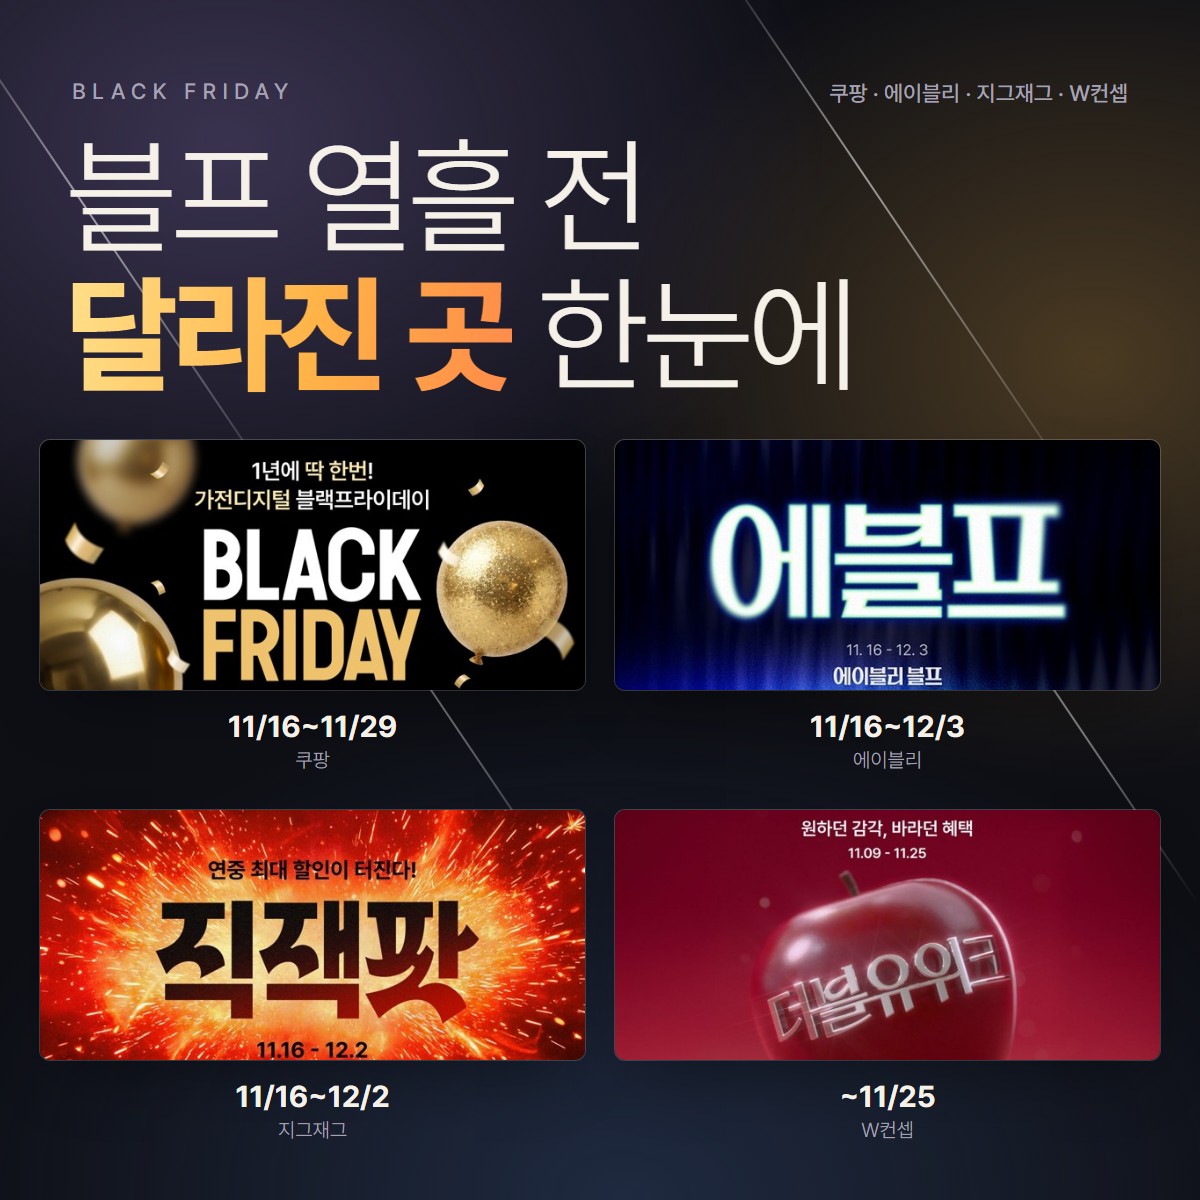 BLACK FRIDAY
쿠팡 · 에이블리 · 지그재그 · W컨셉
블프 열흘 전
달라진 곳 한눈에
1년에 딱 한번!
가전디지털 블랙프라이데이
BLACK
FRIDAY
11/16~11/29
쿠팡
에블프
11. 16 - 12. 3
에이블리 블프
11/16~12/3
에이블리
연중 최대 할인이 터진다!
직잭팟
11.16 - 12.2
11/16~12/2
지그재그
원하던 감각, 바라던 혜택
11.09 - 11.25
더블유위크
~11/25
W컨셉